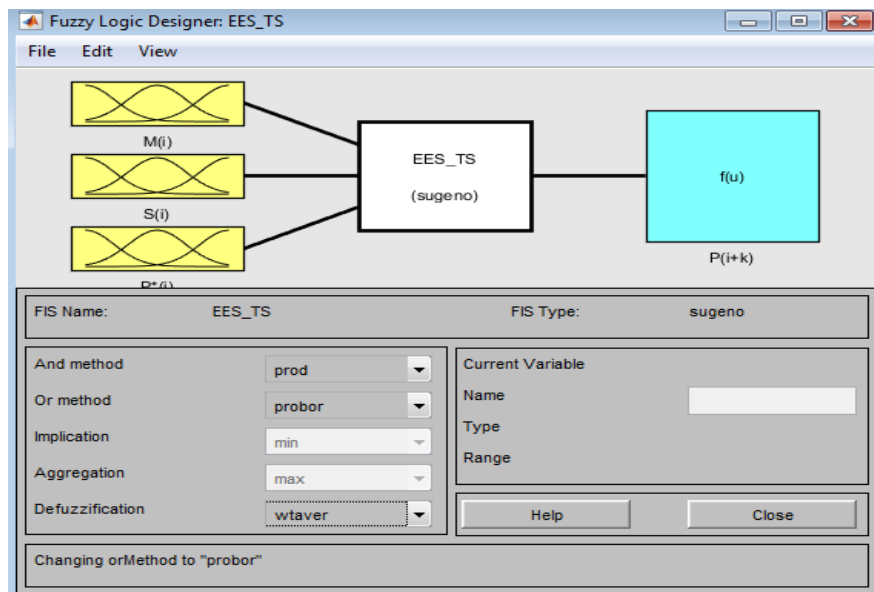 Fuzzy Logic Designer: EES_TS
File Edit View
M(i)
S(i)
EES_TS
(sugeno)
f(u)
P(i+k)
FIS Name: EES_TS FIS Type: sugeno
And method prod
Or method probor
Implication min
Aggregation max
Defuzzification wtaver
Current Variable
Name
Type
Range
Help Close
Changing orMethod to "probor"